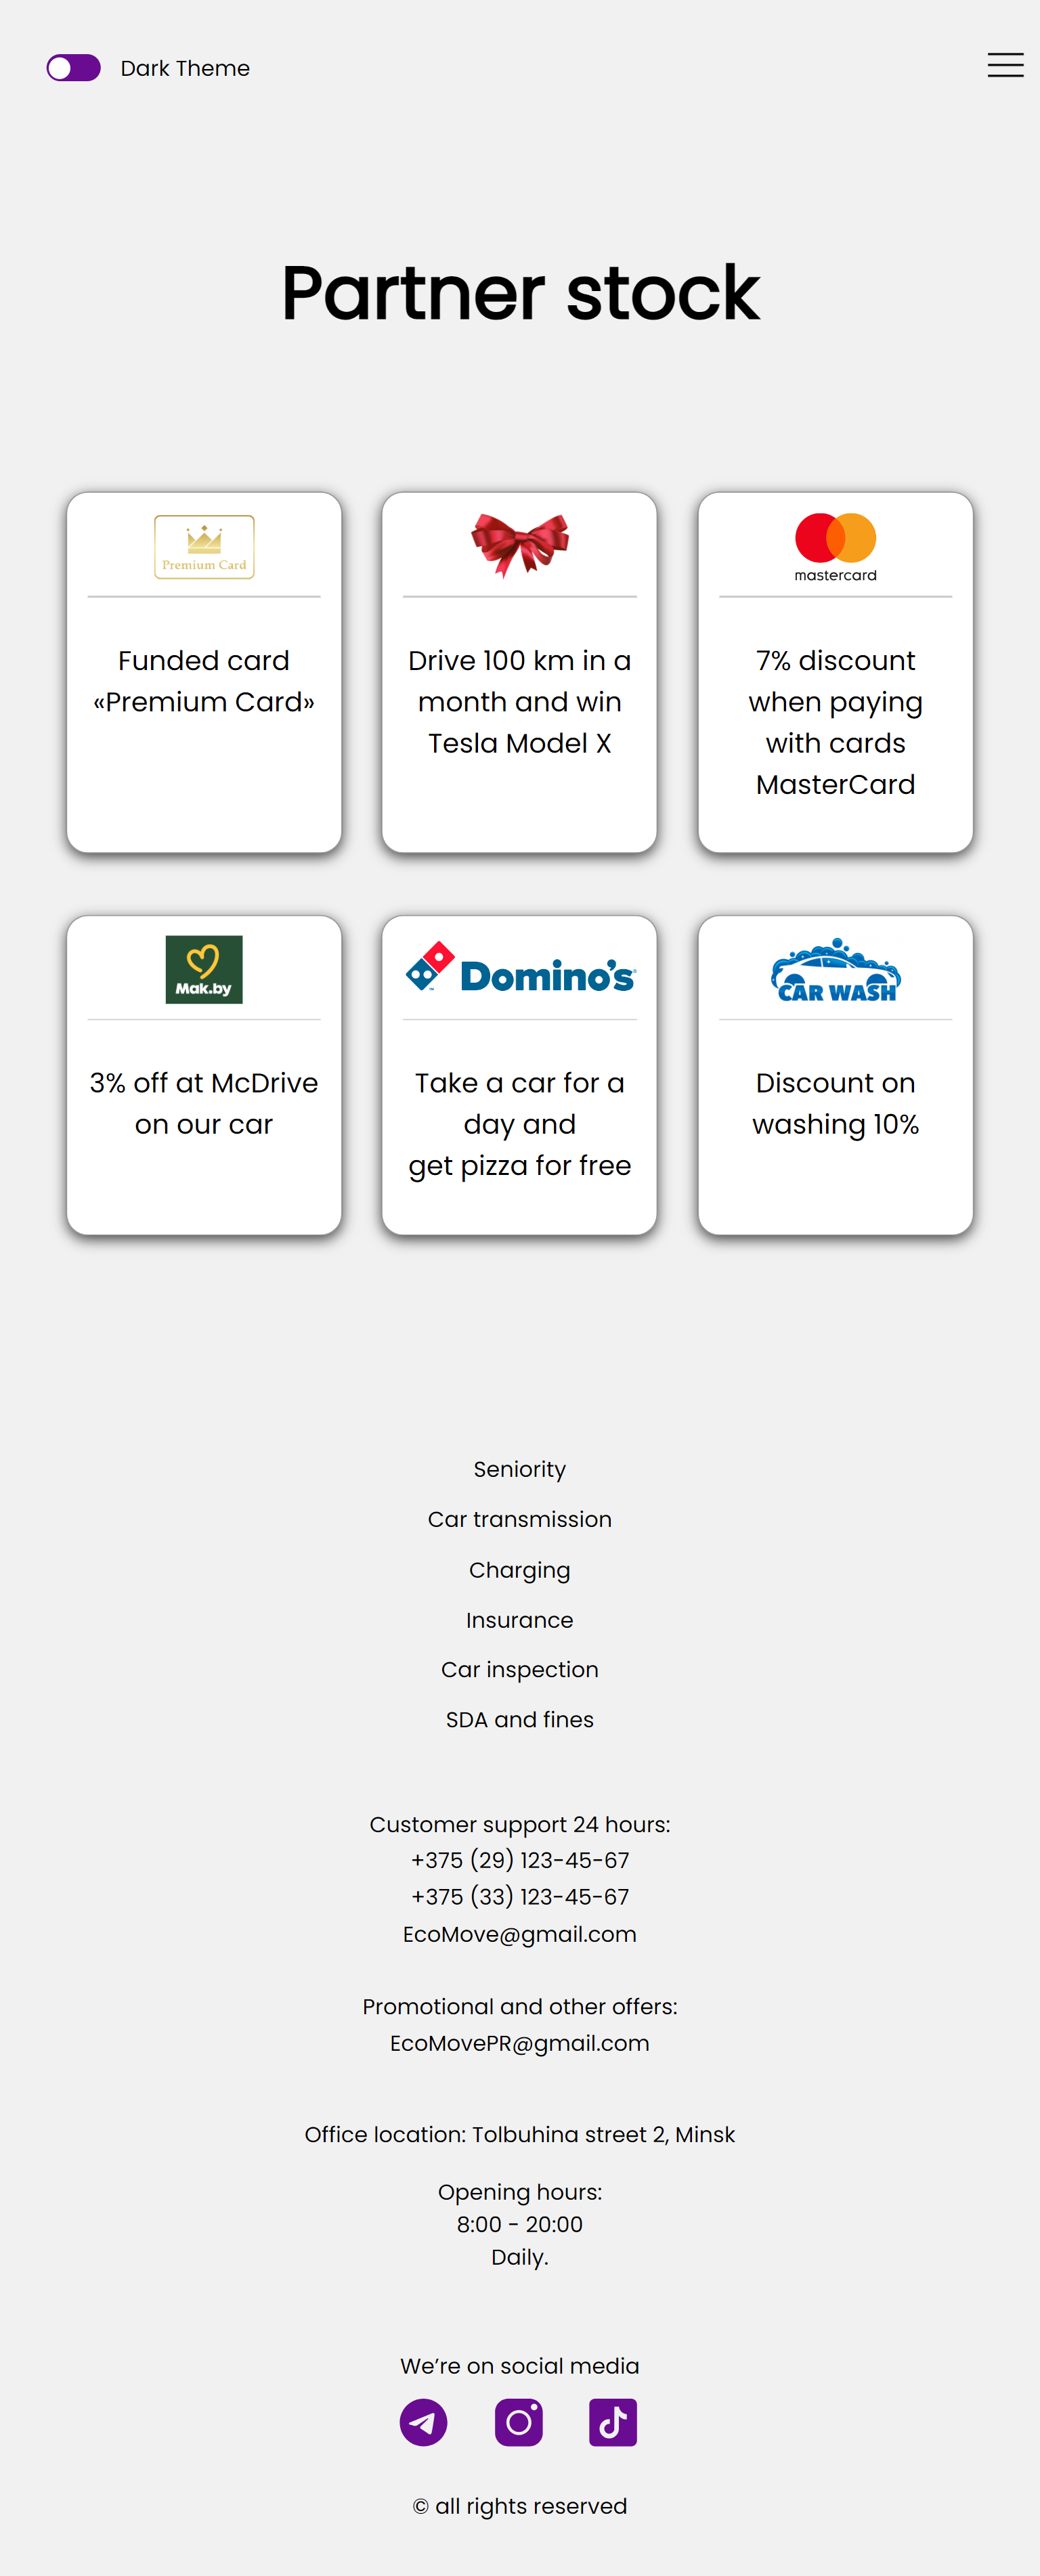 Dark Theme
Partner stock
Premium Card
Funded card
«Premium Card»
Drive 100 km in a
month and win
Tesla Model X
mastercard
7% discount
when paying
with cards
MasterCard
Mak.by
3% off at McDrive
on our car
Domino's
Take a car for a
day and
get pizza for free
CAR WASH
Discount on
washing 10%
Seniority
Car transmission
Charging
Insurance
Car inspection
SDA and fines
Customer support 24 hours:
+375 (29) 123-45-67
+375 (33) 123-45-67
EcoMove@gmail.com
Promotional and other offers:
EcoMovePR@gmail.com
Office location: Tolbuhina street 2, Minsk
Opening hours:
8:00 - 20:00
Daily.
We’re on social media
© all rights reserved